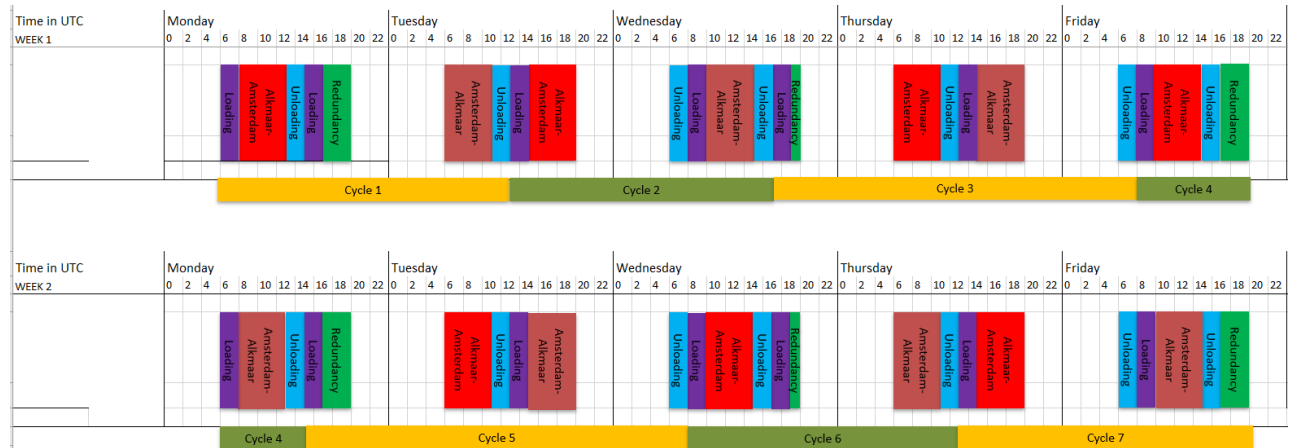 Time in UTC Monday Tuesday Wednesday Thursday Friday
WEEK 1 0 2 4 6 8 10 12 14 16 18 20 22 0 2 4 6 8 10 12 14 16 18 20 22 0 2 4 6 8 10 12 14 16 18 20 22 0 2 4 6 8 10 12 14 16 18 20 22 0 2 4 6 8 10 12 14 16 18 20 22
Loading
Alkmaar-
Amsterdam
Unloading
Loading
Redundancy
Amsterdam-
Alkmaar
Unloading
Loading
Alkmaar-
Amsterdam
Unloading
Loading
Amsterdam-
Alkmaar
Unloading
Loading
Redundancy
Alkmaar-
Amsterdam
Unloading
Loading
Amsterdam-
Alkmaar
Unloading
Loading
Alkmaar-
Amsterdam
Unloading
Redundancy
Cycle 1 Cycle 2 Cycle 3 Cycle 4
Time in UTC Monday Tuesday Wednesday Thursday Friday
WEEK 2 0 2 4 6 8 10 12 14 16 18 20 22 0 2 4 6 8 10 12 14 16 18 20 22 0 2 4 6 8 10 12 14 16 18 20 22 0 2 4 6 8 10 12 14 16 18 20 22 0 2 4 6 8 10 12 14 16 18 20 22
Loading
Amsterdam-
Alkmaar
Unloading
Loading
Redundancy
Alkmaar-
Amsterdam
Unloading
Loading
Amsterdam-
Alkmaar
Unloading
Loading
Alkmaar-
Amsterdam
Unloading
Loading
Redundancy
Amsterdam-
Alkmaar
Unloading
Loading
Alkmaar-
Amsterdam
Unloading
Loading
Amsterdam-
Alkmaar
Unloading
Redundancy
Cycle 4 Cycle 5 Cycle 6 Cycle 7